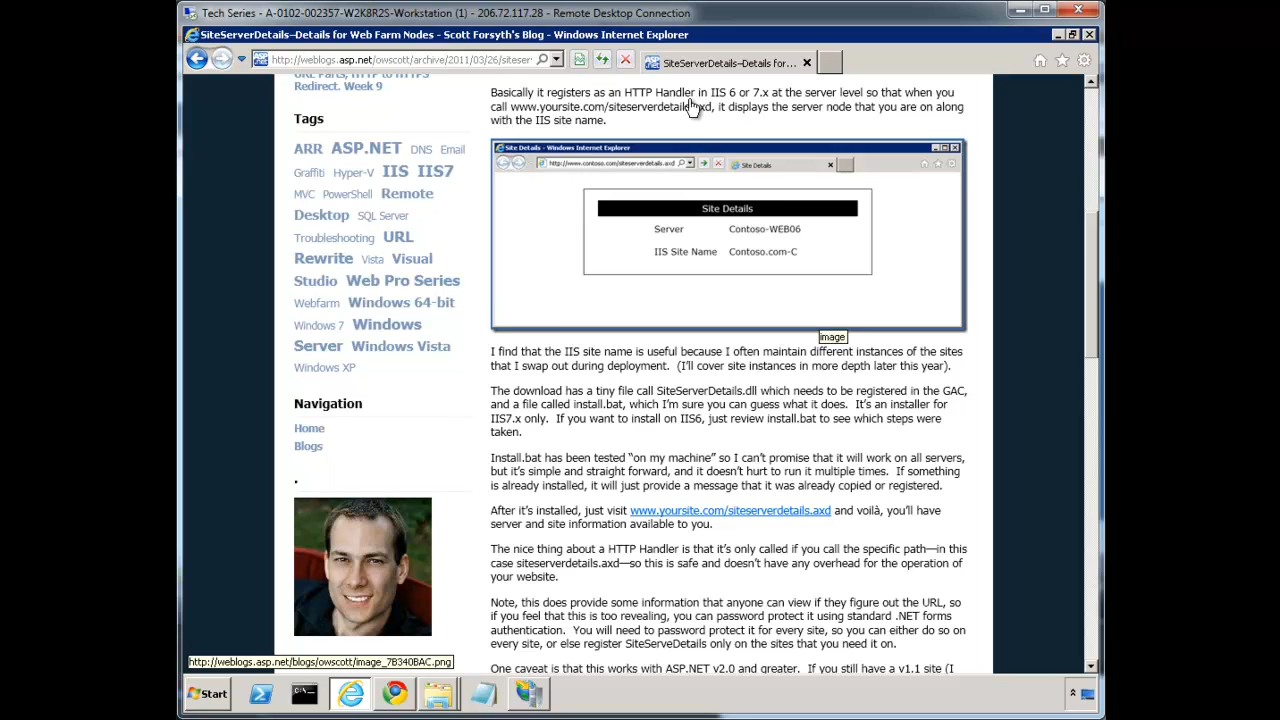 Tech Series - A-0102-002357-W2K8R2S-Workstation (1) - 206.72.117.28 - Remote Desktop Connection
SiteServerDetails–Details for Web Farm Nodes - Scott Forsyth's Blog - Windows Internet Explorer
http://weblogs.asp.net/owscott/archive/2011/03/26/siteser
SiteServerDetails–Details for...
URL Parts, HTTP to HTTPS
Redirect. Week 9
Tags
ARR ASP.NET DNS Email
Graffiti Hyper-V IIS IIS7
MVC PowerShell Remote
Desktop SQL Server
Troubleshooting URL
Rewrite Vista Visual
Studio Web Pro Series
Webfarm Windows 64-bit
Windows 7 Windows
Server Windows Vista
Windows XP
Navigation
Home
Blogs
.
Basically it registers as an HTTP Handler in IIS 6 or 7.x at the server level so that when you
call www.yoursite.com/siteserverdetails.axd, it displays the server node that you are on along
with the IIS site name.
Site Details - Windows Internet Explorer
http://www.contoso.com/siteserverdetails.axd
Site Details
Site Details
Server Contoso-WEB06
IIS Site Name Contoso.com-C
image
I find that the IIS site name is useful because I often maintain different instances of the sites
that I swap out during deployment. (I'll cover site instances in more depth later this year).
The download has a tiny file call SiteServerDetails.dll which needs to be registered in the GAC,
and a file called install.bat, which I'm sure you can guess what it does. It's an installer for
IIS7.x only. If you want to install on IIS6, just review install.bat to see which steps were
taken.
Install.bat has been tested “on my machine” so I can't promise that it will work on all servers,
but it's simple and straight forward, and it doesn't hurt to run it multiple times. If something
is already installed, it will just provide a message that it was already copied or registered.
After it's installed, just visit www.yoursite.com/siteserverdetails.axd and voilà, you'll have
server and site information available to you.
The nice thing about a HTTP Handler is that it's only called if you call the specific path—in this
case siteserverdetails.axd—so this is safe and doesn't have any overhead for the operation of
your website.
Note, this does provide some information that anyone can view if they figure out the URL, so
if you feel that this is too revealing, you can password protect it using standard .NET forms
authentication. You will need to password protect it for every site, so you can either do so on
every site, or else register SiteServeDetails only on the sites that you need it on.
One caveat is that this works with ASP.NET v2.0 and greater. If you still have a v1.1 site (I
http://weblogs.asp.net/blogs/owscott/image_7B340BAC.png
Start